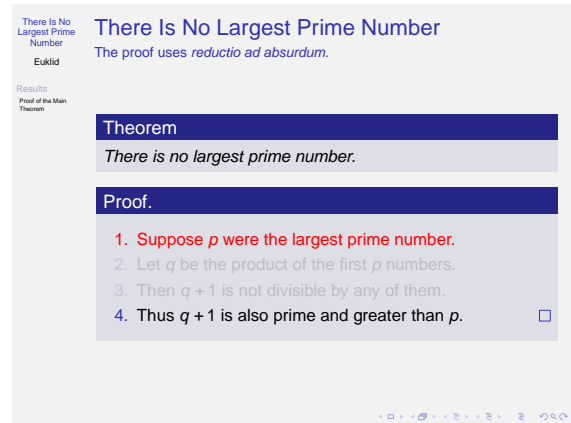 There Is No
Largest Prime
Number
Euklid
Results
Proof of the Main
Theorem
There Is No Largest Prime Number
The proof uses reductio ad absurdum.
Theorem
There is no largest prime number.
Proof.
1. Suppose p were the largest prime number.
2. Let q be the product of the first p numbers.
3. Then q + 1 is not divisible by any of them.
4. Thus q + 1 is also prime and greater than p. □